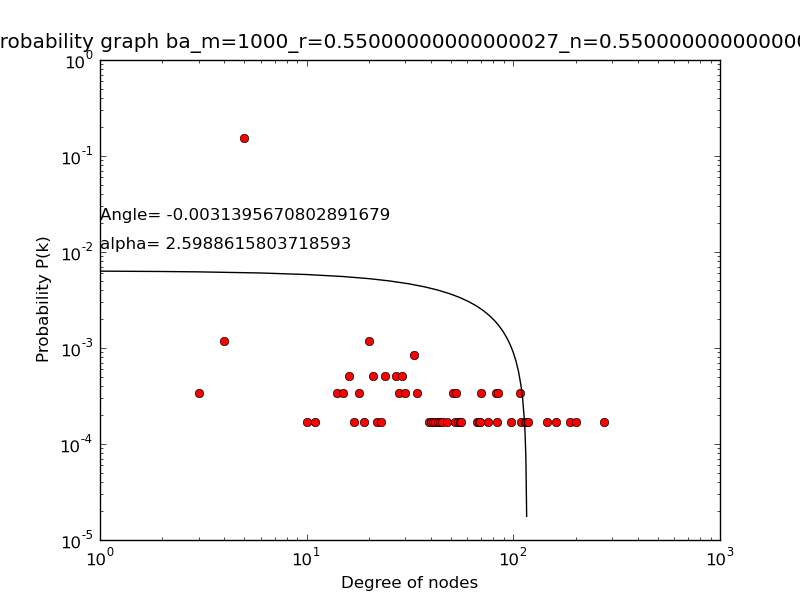 robability graph ba_m=1000_r=0.55000000000000027_n=0.5500000000000000
10^0
10^-1
Angle= -0.0031395670802891679
alpha= 2.5988615803718593
10^-2
Probability P(k)
10^-3
10^-4
10^-5
10^0 10^1 10^2 10^3
Degree of nodes